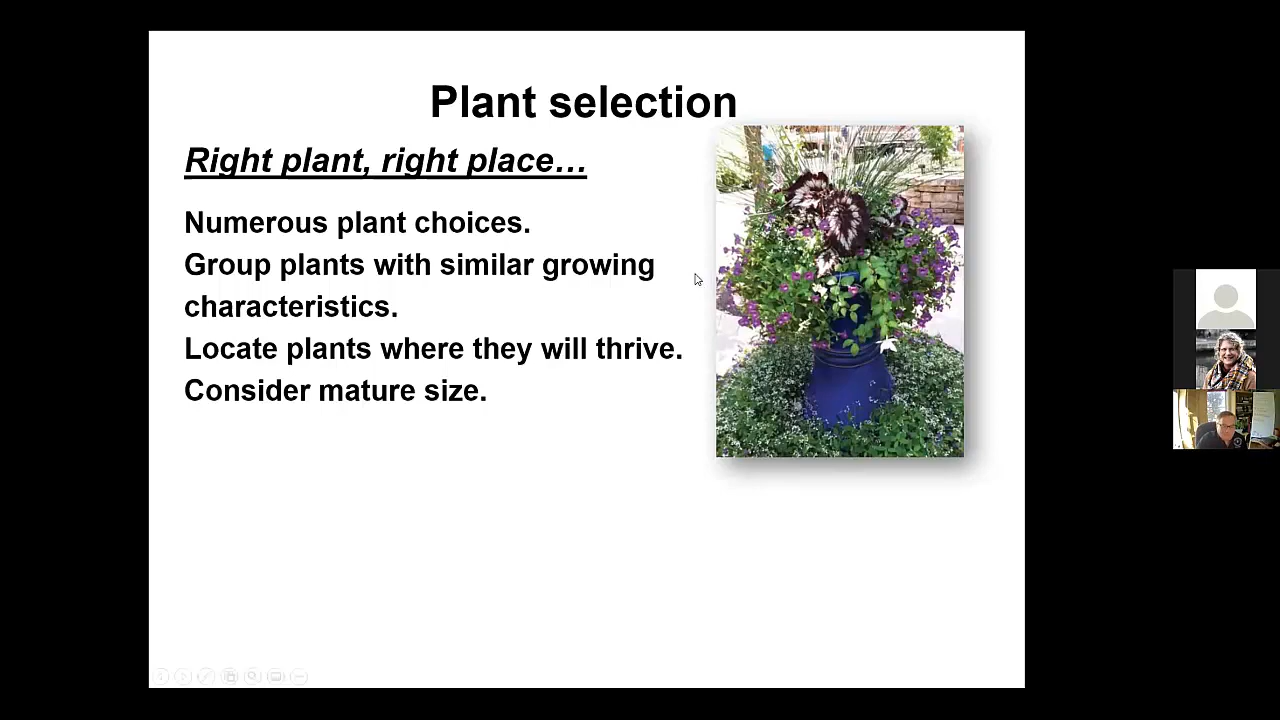 Plant selection
Right plant, right place…
Numerous plant choices.
Group plants with similar growing
characteristics.
Locate plants where they will thrive.
Consider mature size.